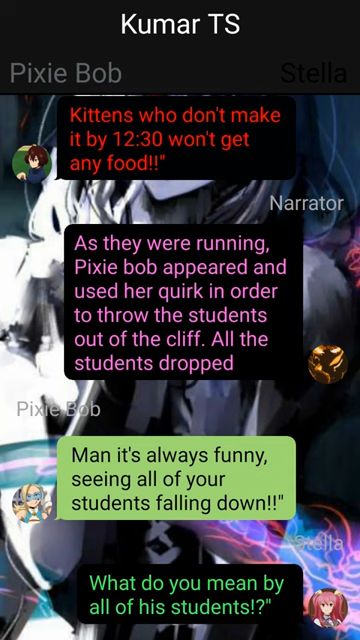 Kumar TS
Pixie Bob
Stella
Kittens who don't make
it by 12:30 won't get
any food!!"
Narrator
As they were running,
Pixie bob appeared and
used her quirk in order
to throw the students
out of the cliff. All the
students dropped
Pixie Bob
Man it's always funny,
seeing all of your
students falling down!!"
Stella
What do you mean by
all of his students!?"